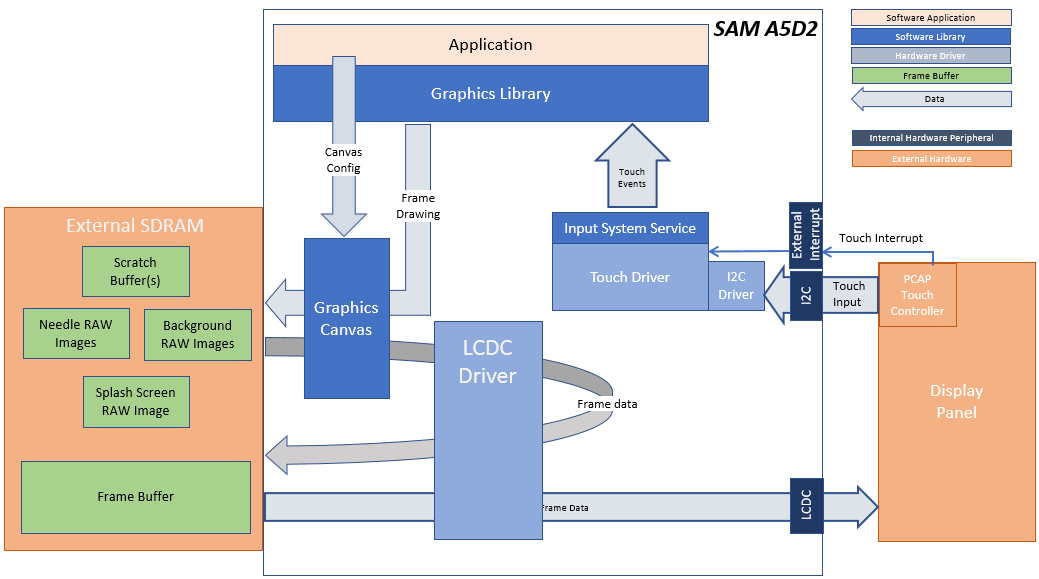 SAM A5D2
Application
Graphics Library
Canvas
Config
Frame
Drawing
Touch
Events
Input System Service
Touch Driver
I2C
Driver
External
Interrupt
I2C
Touch Interrupt
Touch
Input
PCAP
Touch
Controller
Display
Panel
External SDRAM
Scratch
Buffer(s)
Needle RAW
Images
Background
RAW Images
Splash Screen
RAW Image
Frame Buffer
Graphics
Canvas
LCDC
Driver
Frame data
Frame Data
LCDC
Software Application
Software Library
Hardware Driver
Frame Buffer
Data
Internal Hardware Peripheral
External Hardware